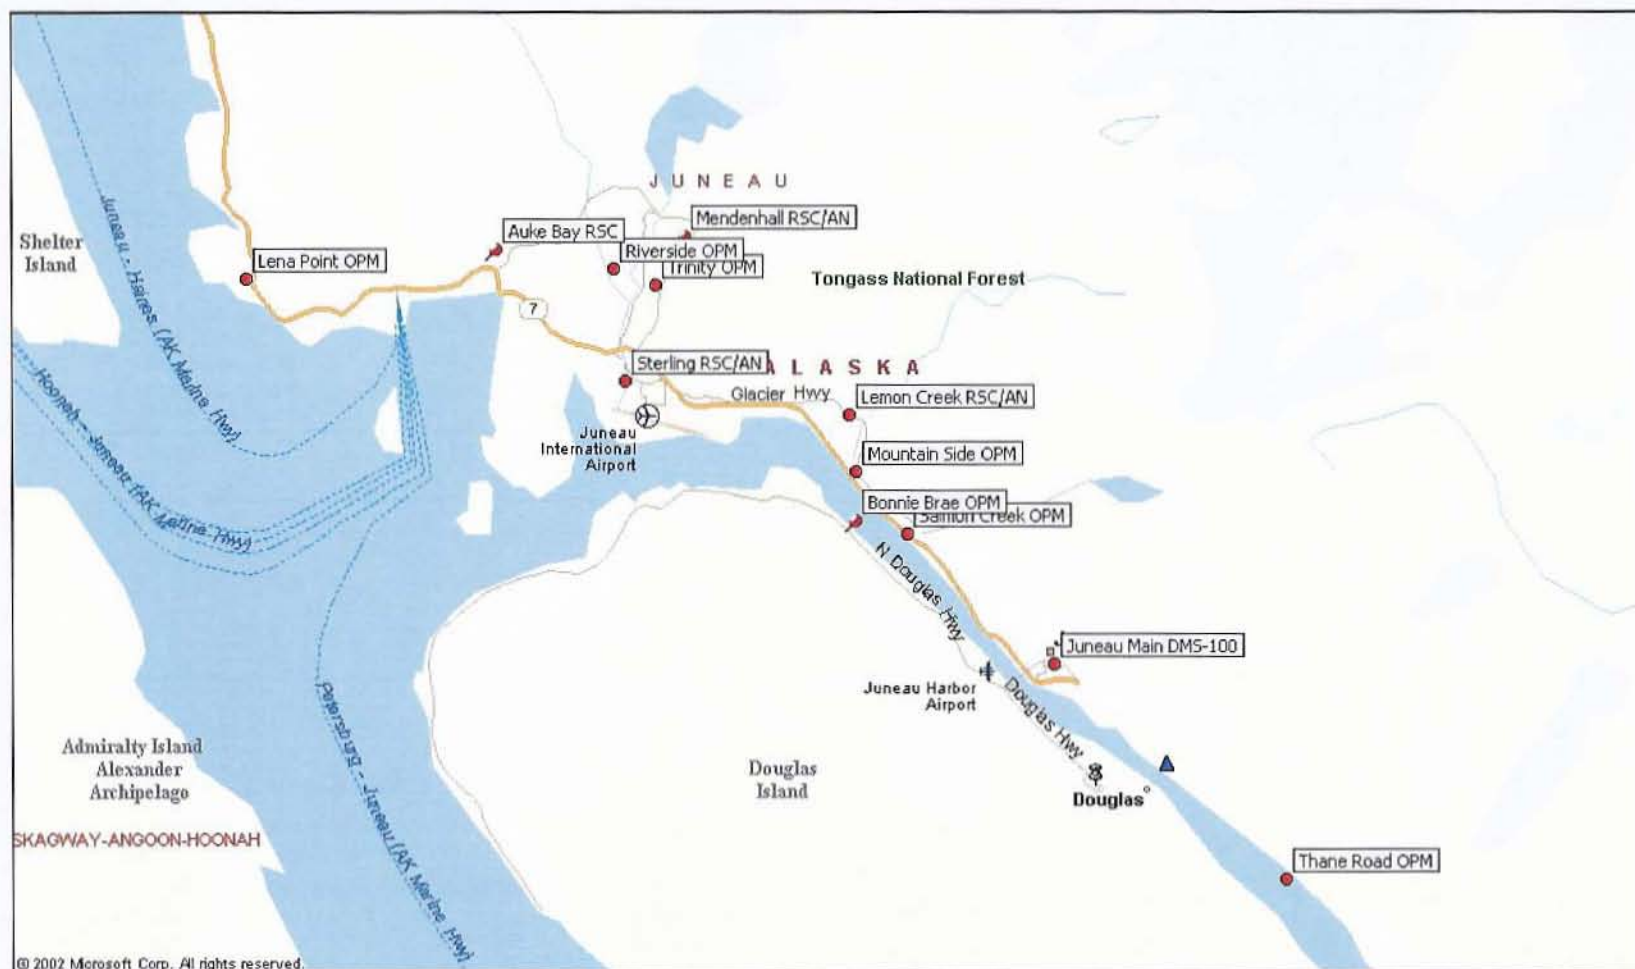 JUNEAU
Mendenhall RSC/AN
Auke Bay RSC
Riverside OPM
Trinity OPM
Shelter
Island
Lena Point OPM
Tongass National Forest
Juneau - Haines (AK Marine Hwy)
7
Sterling RSC/AN
ALASKA
Glacier Hwy
Lemon Creek RSC/AN
Hoonah - Juneau (AK Marine Hwy)
Juneau
International
Airport
Mountain Side OPM
Bonnie Brae OPM
Salmon Creek OPM
N Douglas Hwy
Juneau Main DMS-100
Juneau Harbor
Airport
Douglas Hwy
Petersburg - Juneau (AK Marine Hwy)
Admiralty Island
Alexander
Archipelago
Douglas
Island
Douglas
SKAGWAY-ANGOON-HOONAH
Thane Road OPM
© 2002 Microsoft Corp. All rights reserved.